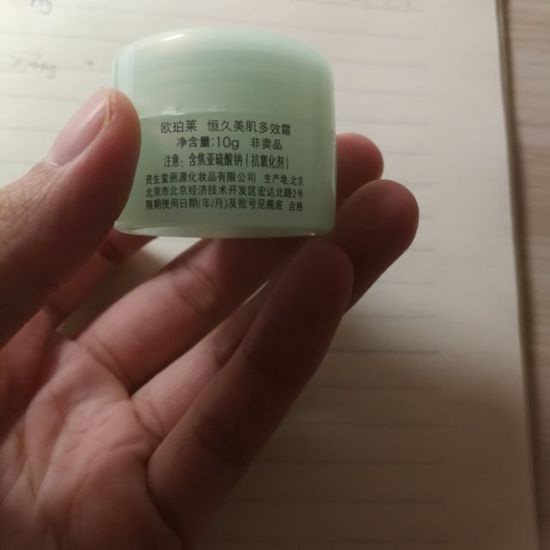 欧珀莱 恒久美肌多效霜
净含量:10g 非卖品
注意：含焦亚硫酸钠（抗氧化剂）
资生堂丽源化妆品有限公司 生产地:北京
北京市北京经济技术开发区宏达北路2号
限期使用日期(年/月)及批号见瓶底 合格